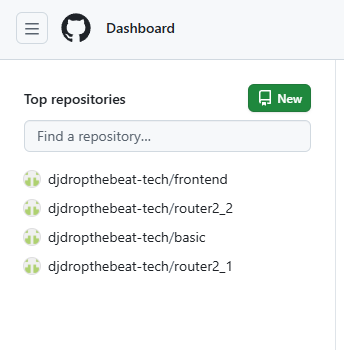 Dashboard
Top repositories
New
Find a repository...
djdropthebeat-tech/frontend
djdropthebeat-tech/router2_2
djdropthebeat-tech/basic
djdropthebeat-tech/router2_1